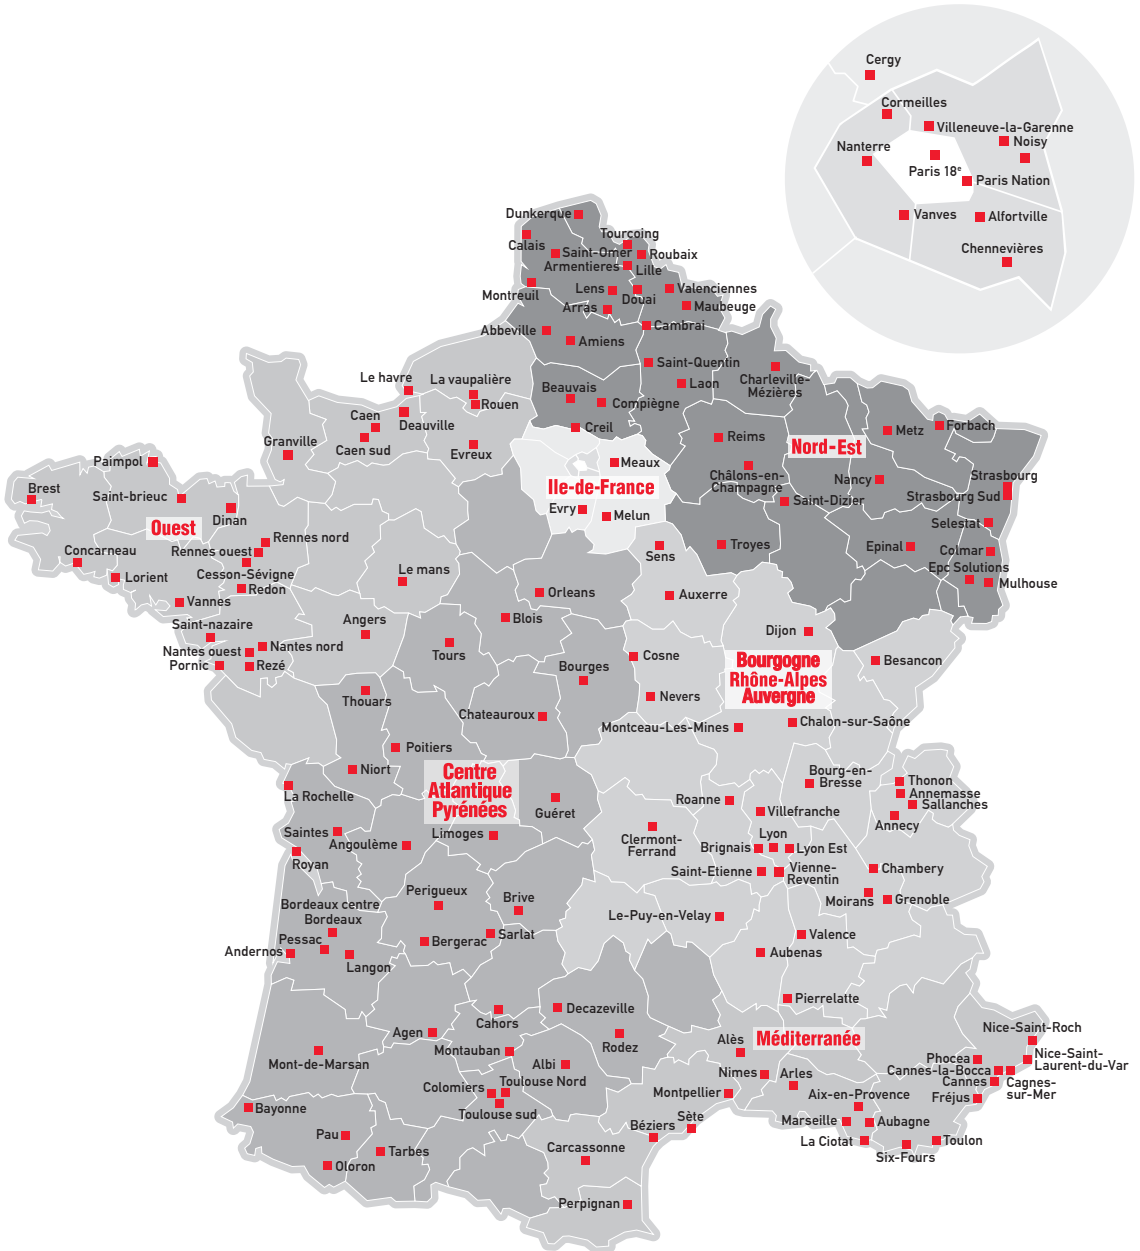 Cergy
Cormeilles
Villeneuve-la-Garenne
Noisy
Nanterre
Paris 18e
Paris Nation
Vanves
Alfortville
Chennevières
Dunkerque
Calais
Tourcoing
Saint-Omer
Roubaix
Armentieres
Lille
Montreuil
Lens
Douai
Valenciennes
Arras
Maubeuge
Abbeville
Cambrai
Amiens
Saint-Quentin
Le havre
La vaupalière
Beauvais
Laon
Charleville-
Mézières
Rouen
Compiègne
Caen
Deauville
Creil
Caen sud
Granville
Evreux
Reims
Nord-Est
Metz
Forbach
Paimpol
Meaux
Châlons-en-
Champagne
Nancy
Strasbourg
Brest
Saint-brieuc
Ile-de-France
Saint-Dizier
Strasbourg Sud
Dinan
Evry
Melun
Ouest
Selestat
Rennes nord
Concarneau
Rennes ouest
Sens
Troyes
Epinal
Colmar
Lorient
Cesson-Sévigne
Le mans
Epc Solutions
Mulhouse
Redon
Orleans
Auxerre
Vannes
Saint-nazaire
Angers
Blois
Dijon
Nantes ouest
Nantes nord
Tours
Pornic
Rezé
Bourges
Cosne
Bourgogne
Rhône-Alpes
Auvergne
Besancon
Thouars
Nevers
Chateauroux
Montceau-Les-Mines
Chalon-sur-Saône
Poitiers
Niort
Centre
Atlantique
Pyrénées
Bourg-en-
Bresse
Thonon
Annemasse
Sallanches
La Rochelle
Guéret
Roanne
Villefranche
Annecy
Saintes
Angoulème
Limoges
Clermont-
Ferrand
Lyon
Brignais
Lyon Est
Royan
Saint-Etienne
Vienne-
Reventin
Chambery
Perigueux
Brive
Moirans
Grenoble
Bordeaux centre
Bordeaux
Le-Puy-en-Velay
Pessac
Bergerac
Sarlat
Valence
Andernos
Langon
Aubenas
Pierrelatte
Decazeville
Cahors
Agen
Rodez
Alès
Méditerranée
Nice-Saint-Roch
Montauban
Mont-de-Marsan
Albi
Nimes
Arles
Phocea
Nice-Saint-
Laurent-du-Var
Cannes-la-Bocca
Colomiers
Toulouse Nord
Montpellier
Aix-en-Provence
Cannes
Cagnes-
sur-Mer
Fréjus
Bayonne
Toulouse sud
Sète
Béziers
Marseille
Aubagne
Pau
La Ciotat
Toulon
Six-Fours
Tarbes
Carcassonne
Oloron
Perpignan